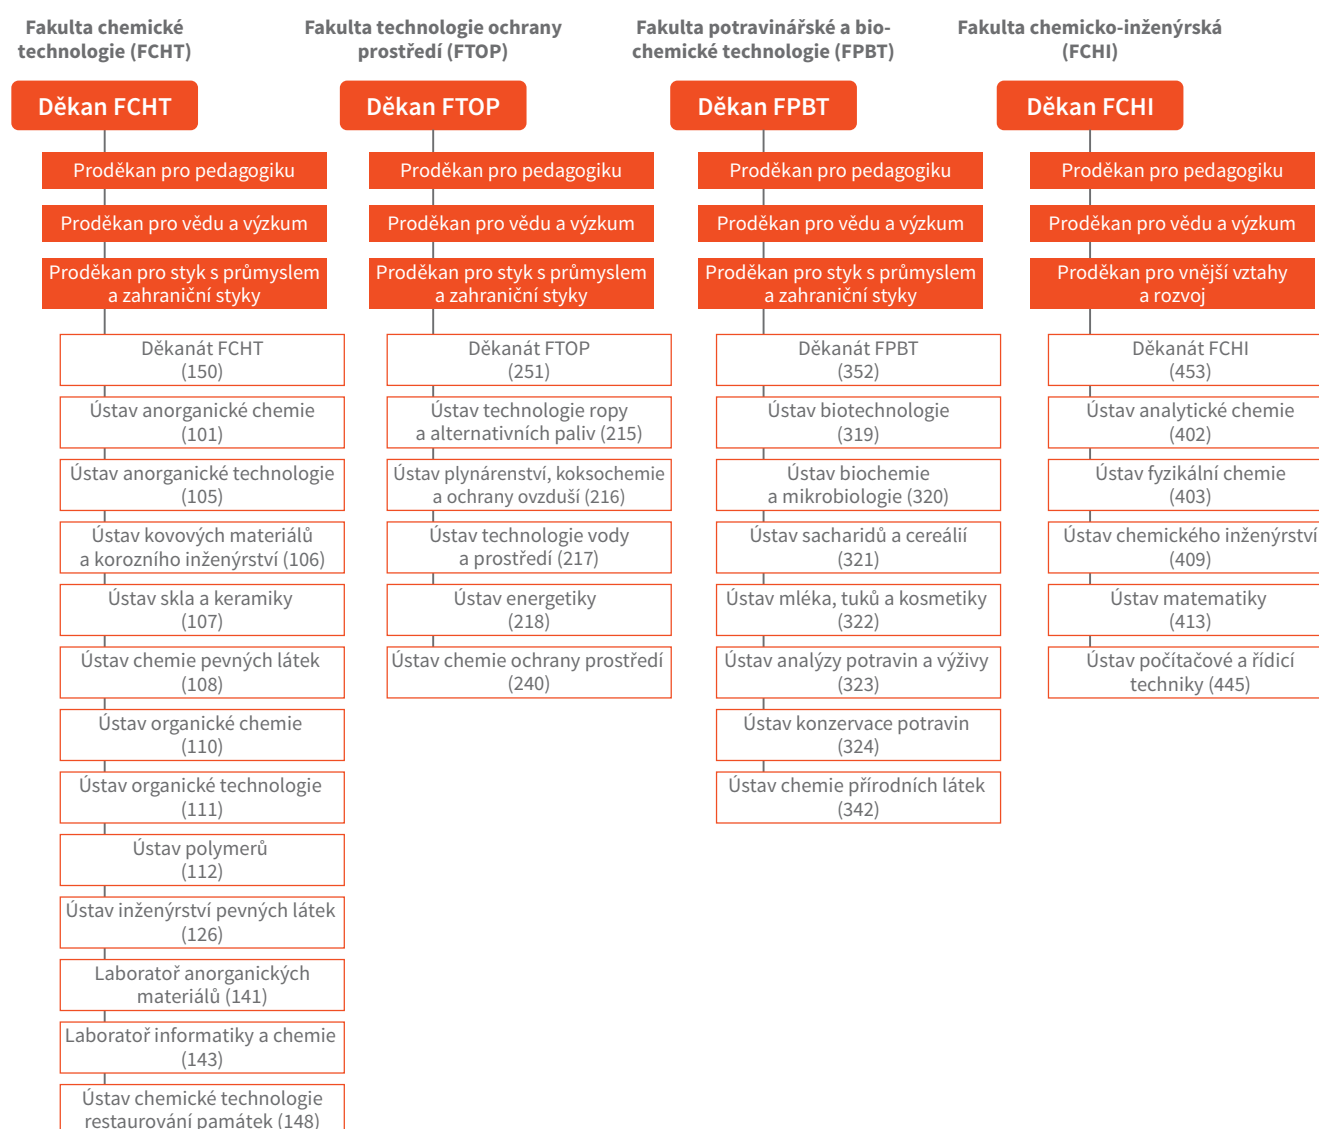 Fakulta chemické
technologie (FCHT)
Děkan FCHT
Proděkan pro pedagogiku
Proděkan pro vědu a výzkum
Proděkan pro styk s průmyslem
a zahraniční styky
Děkanát FCHT
(150)
Ústav anorganické chemie
(101)
Ústav anorganické technologie
(105)
Ústav kovových materiálů
a korozního inženýrství (106)
Ústav skla a keramiky
(107)
Ústav chemie pevných látek
(108)
Ústav organické chemie
(110)
Ústav organické technologie
(111)
Ústav polymerů
(112)
Ústav inženýrství pevných látek
(126)
Laboratoř anorganických
materiálů (141)
Laboratoř informatiky a chemie
(143)
Ústav chemické technologie
restaurování památek (148)
Fakulta technologie ochrany
prostředí (FTOP)
Děkan FTOP
Proděkan pro pedagogiku
Proděkan pro vědu a výzkum
Proděkan pro styk s průmyslem
a zahraniční styky
Děkanát FTOP
(251)
Ústav technologie ropy
a alternativních paliv (215)
Ústav plynárenství, koksochemie
a ochrany ovzduší (216)
Ústav technologie vody
a prostředí (217)
Ústav energetiky
(218)
Ústav chemie ochrany prostředí
(240)
Fakulta potravinářské a bio-
chemické technologie (FPBT)
Děkan FPBT
Proděkan pro pedagogiku
Proděkan pro vědu a výzkum
Proděkan pro styk s průmyslem
a zahraniční styky
Děkanát FPBT
(352)
Ústav biotechnologie
(319)
Ústav biochemie
a mikrobiologie (320)
Ústav sacharidů a cereálií
(321)
Ústav mléka, tuků a kosmetiky
(322)
Ústav analýzy potravin a výživy
(323)
Ústav konzervace potravin
(324)
Ústav chemie přírodních látek
(342)
Fakulta chemicko-inženýrská
(FCHI)
Děkan FCHI
Proděkan pro pedagogiku
Proděkan pro vědu a výzkum
Proděkan pro vnější vztahy
a rozvoj
Děkanát FCHI
(453)
Ústav analytické chemie
(402)
Ústav fyzikální chemie
(403)
Ústav chemického inženýrství
(409)
Ústav matematiky
(413)
Ústav počítačové a řídicí
techniky (445)